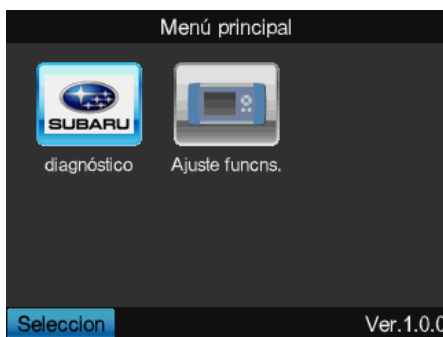 Menú principal
SUBARU
diagnóstico
Ajuste funcns.
Seleccion
Ver.1.0.0